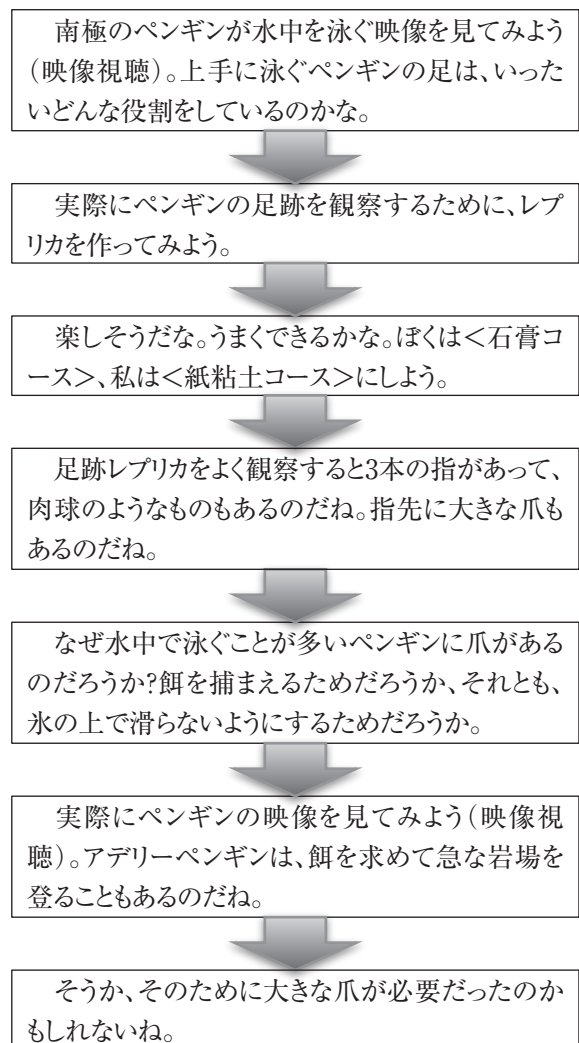 南極のペンギンが水中を泳ぐ映像を見てみよう
(映像視聴)。上手に泳ぐペンギンの足は、いった
いどんな役割をしているのかな。
実際にペンギンの足跡を観察するために、レプ
リカを作ってみよう。
楽しそうだな。うまくできるかな。ぼくは<石膏コ
ース>、私は<紙粘土コース>にしよう。
足跡レプリカをよく観察すると3本の指があって、
肉球のようなものもあるのだね。指先に大きな爪も
あるのだね。
なぜ水中で泳ぐことが多いペンギンに爪がある
のだろうか?餌を捕まえるためだろうか、それとも、
氷の上で滑らないようにするためだろうか。
実際にペンギンの映像を見てみよう(映像視
聴)。アデリーペンギンは、餌を求めて急な岩場を
登ることもあるのだね。
そうか、そのために大きな爪が必要だったのか
もしれないね。